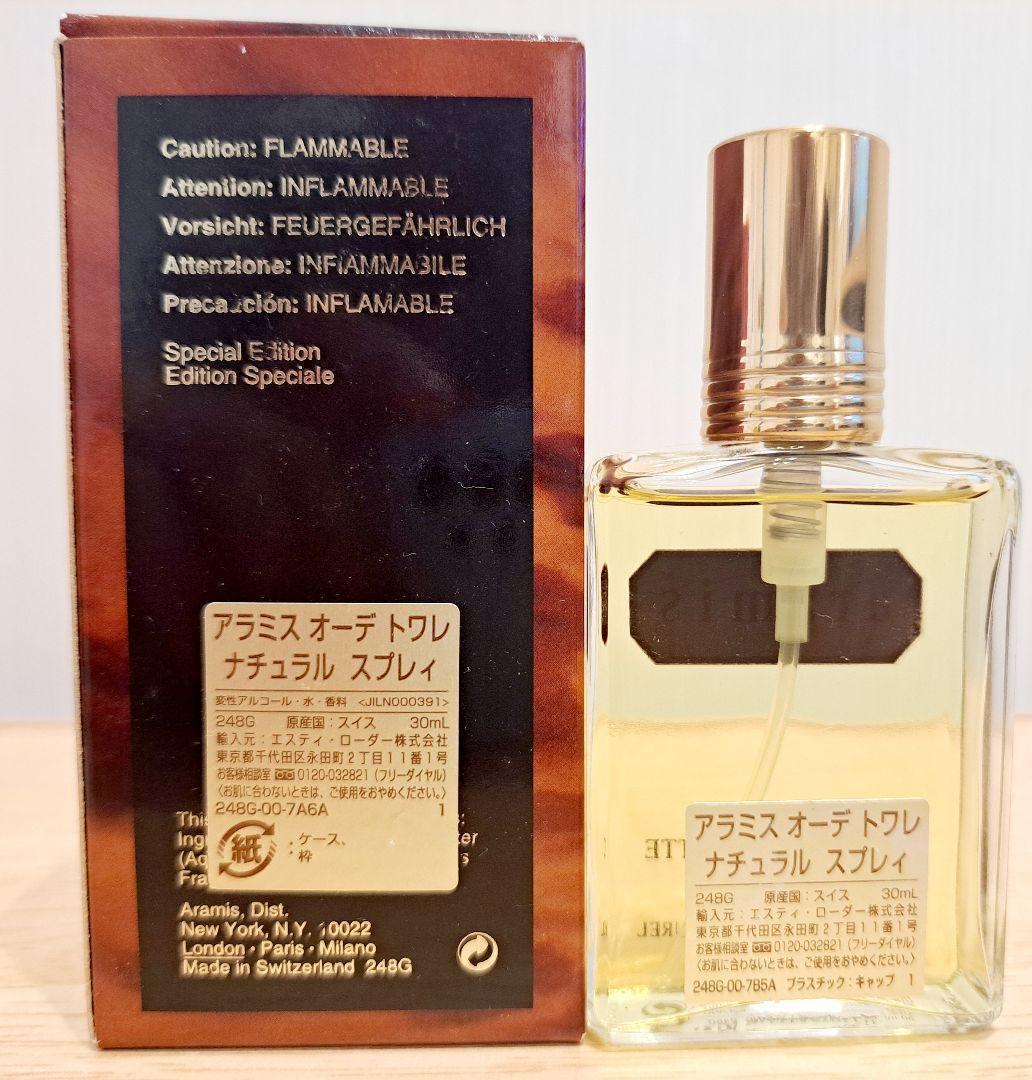 Caution: FLAMMABLE
Attention: INFLAMMABLE
Vorsicht: FEUERGEFÄHRLICH
Attenzione: INFIAMMABILE
Precacción: INFLAMABLE
Special Edition
Edition Speciale
アラミス オーデ トワレ
ナチュラル スプレィ
変性アルコール・水・香料 <JILN000391>
248G 原産国:スイス 30mL
輸入元:エスティ・ローダー株式会社
東京都千代田区永田町2丁目11番1号
お客様相談室 0120-032821 (フリーダイヤル)
〈お肌に合わないときは、ご使用をおやめください。〉
248G-00-7A6A 1
紙 : ケース、
枠
Aramis, Dist.
New York, N.Y. 10022
London · Paris · Milano
Made in Switzerland 248G
アラミス オーデ トワレ
ナチュラル スプレィ
248G 原産国:スイス 30mL
輸入元:エスティ・ローダー株式会社
東京都千代田区永田町2丁目11番1号
お客様相談室 0120-032821 (フリーダイヤル)
〈お肌に合わないときは、ご使用をおやめください。〉
248G-00-7B5A プラスチック:キャップ 1